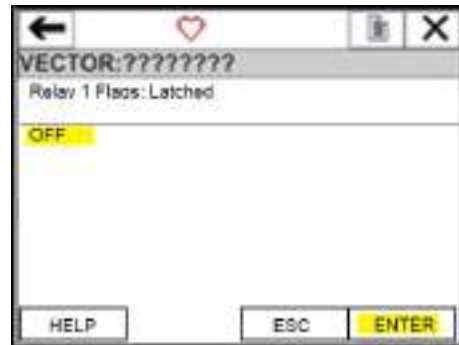 VECTOR:????????
Relay 1 Flags: Latched
OFF
HELP
ESC
ENTER